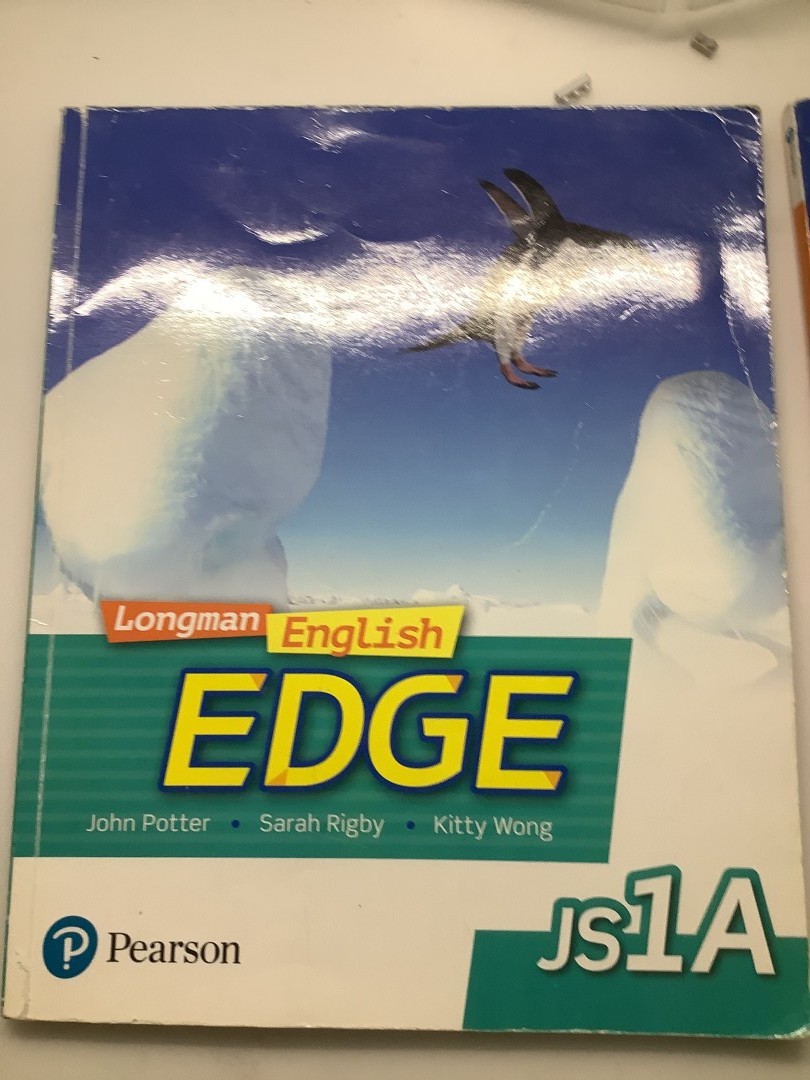 Longman English
EDGE
John Potter • Sarah Rigby • Kitty Wong
JS1A
Pearson